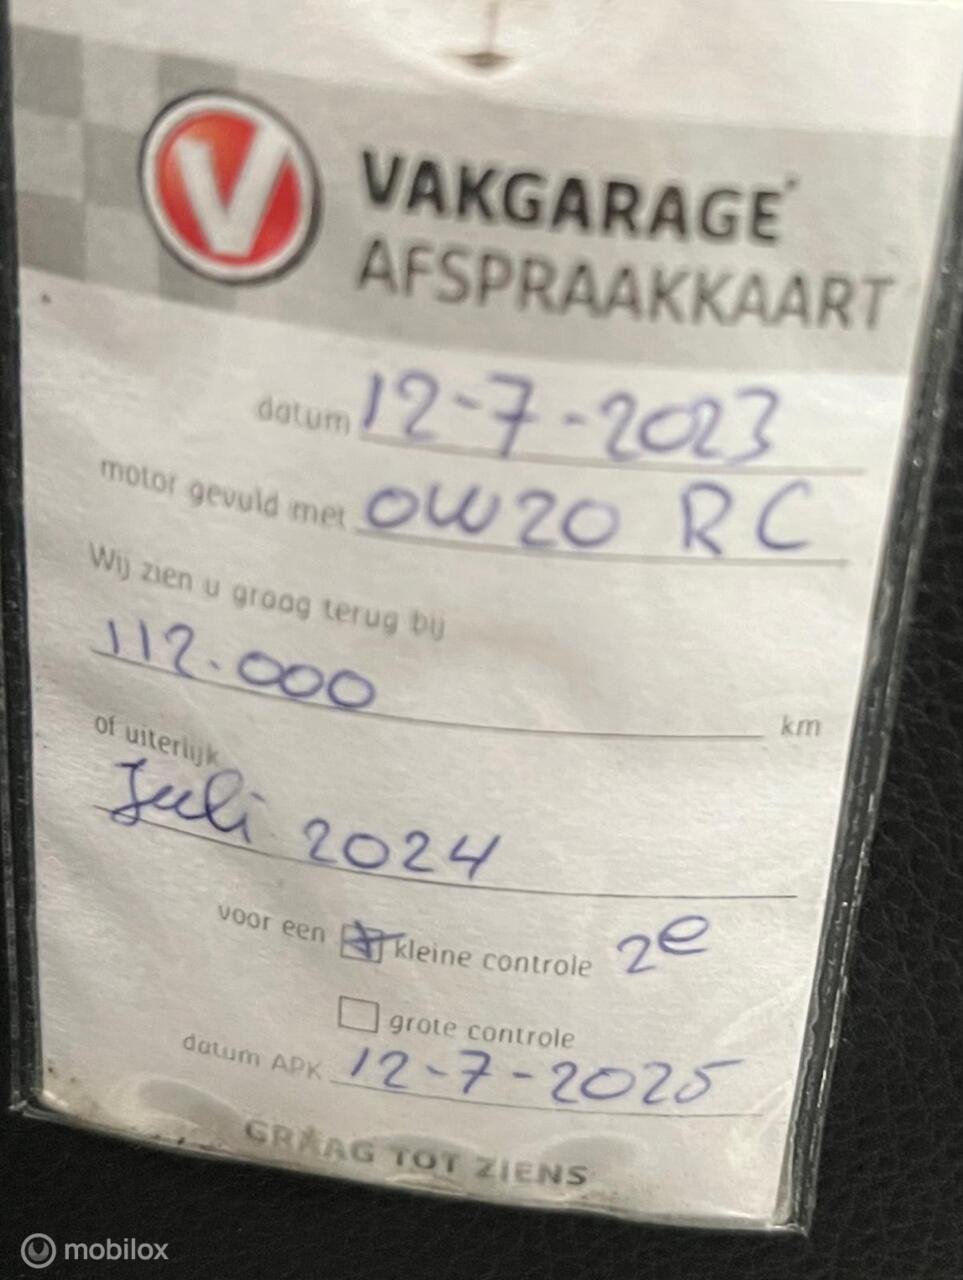 V
VAKGARAGE
AFSPRAAKKAART
datum 12-7-2023
motor gevuld met 0W20 RC
Wij zien u graag terug bij
112.000 km
of uiterlijk
Juli 2024
voor een kleine controle 2e
grote controle
datum APK 12-7-2025
GRAAG TOT ZIENS
mobilox